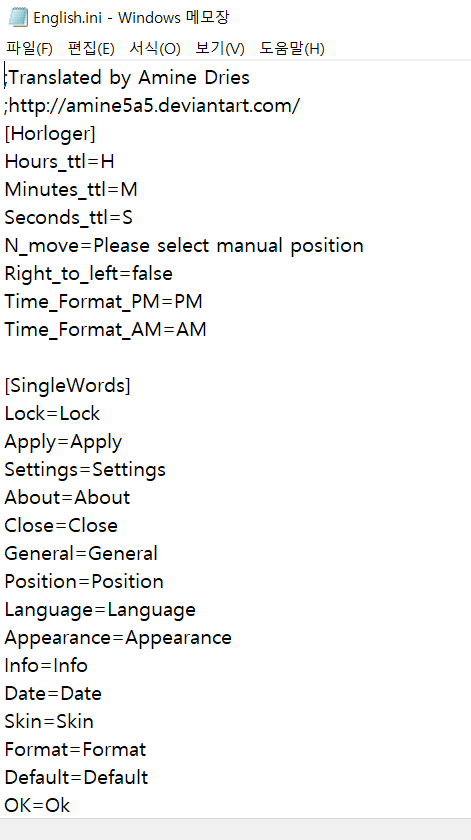 English.ini - Windows 메모장
파일(F) 편집(E) 서식(O) 보기(V) 도움말(H)
;Translated by Amine Dries
;http://amine5a5.deviantart.com/
[Horloger]
Hours_ttl=H
Minutes_ttl=M
Seconds_ttl=S
N_move=Please select manual position
Right_to_left=false
Time_Format_PM=PM
Time_Format_AM=AM
[SingleWords]
Lock=Lock
Apply=Apply
Settings=Settings
About=About
Close=Close
General=General
Position=Position
Language=Language
Appearance=Appearance
Info=Info
Date=Date
Skin=Skin
Format=Format
Default=Default
OK=Ok